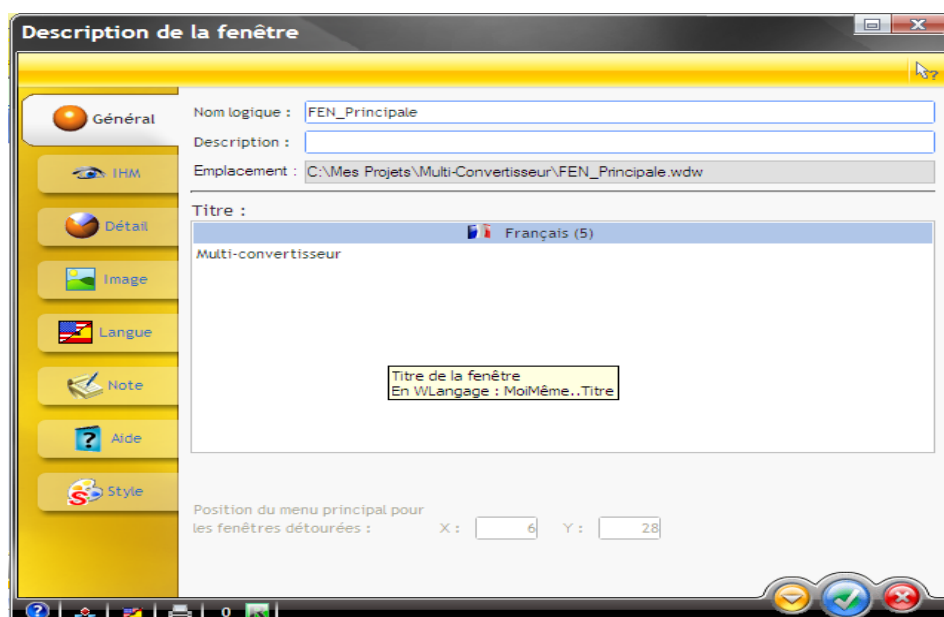 Description de la fenêtre
Général
IHM
Détail
Image
Langue
Note
Aide
Style
Nom logique : FEN_Principale
Description :
Emplacement : C:\Mes Projets\Multi-Convertisseur\FEN_Principale.wdw
Titre :
Français (5)
Multi-convertisseur
Titre de la fenêtre
En WLangage : MoiMême..Titre
Position du menu principal pour
les fenêtres détourées : X : 6 Y : 28
0